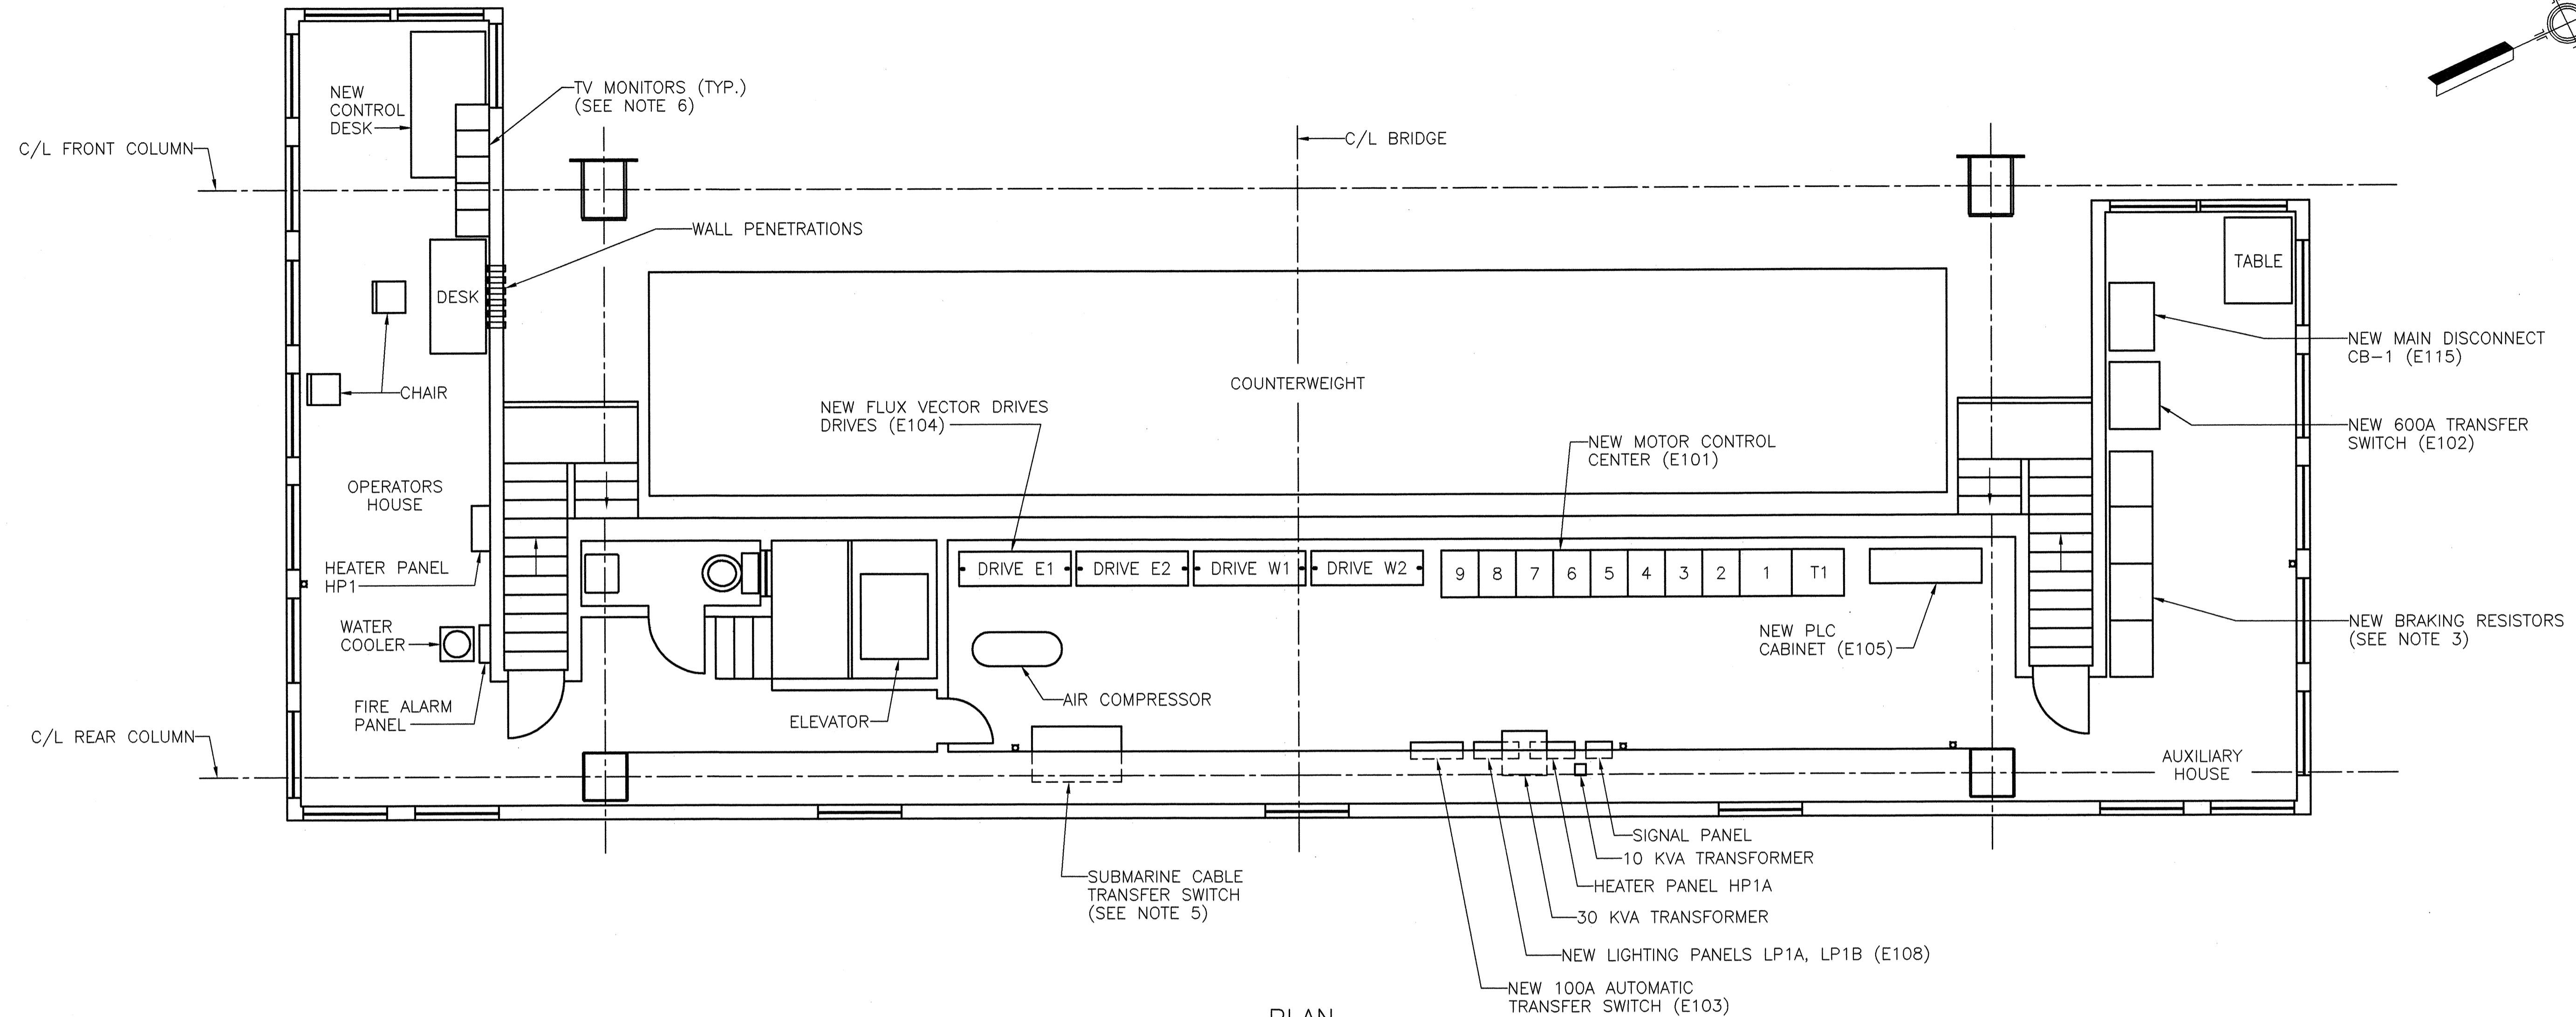 NEW
CONTROL
DESK
TV MONITORS (TYP.)
(SEE NOTE 6)
C/L FRONT COLUMN
C/L BRIDGE
WALL PENETRATIONS
DESK
TABLE
CHAIR
COUNTERWEIGHT
NEW MAIN DISCONNECT
CB-1 (E115)
NEW FLUX VECTOR DRIVES
DRIVES (E104)
NEW MOTOR CONTROL
CENTER (E101)
NEW 600A TRANSFER
SWITCH (E102)
OPERATORS
HOUSE
HEATER PANEL
HP1
DRIVE E1
DRIVE E2
DRIVE W1
DRIVE W2
9
8
7
6
5
4
3
2
1
T1
WATER
COOLER
NEW PLC
CABINET (E105)
NEW BRAKING RESISTORS
(SEE NOTE 3)
FIRE ALARM
PANEL
ELEVATOR
AIR COMPRESSOR
C/L REAR COLUMN
AUXILIARY
HOUSE
SUBMARINE CABLE
TRANSFER SWITCH
(SEE NOTE 5)
SIGNAL PANEL
10 KVA TRANSFORMER
HEATER PANEL HP1A
30 KVA TRANSFORMER
NEW LIGHTING PANELS LP1A, LP1B (E108)
NEW 100A AUTOMATIC
TRANSFER SWITCH (E103)
PLAN